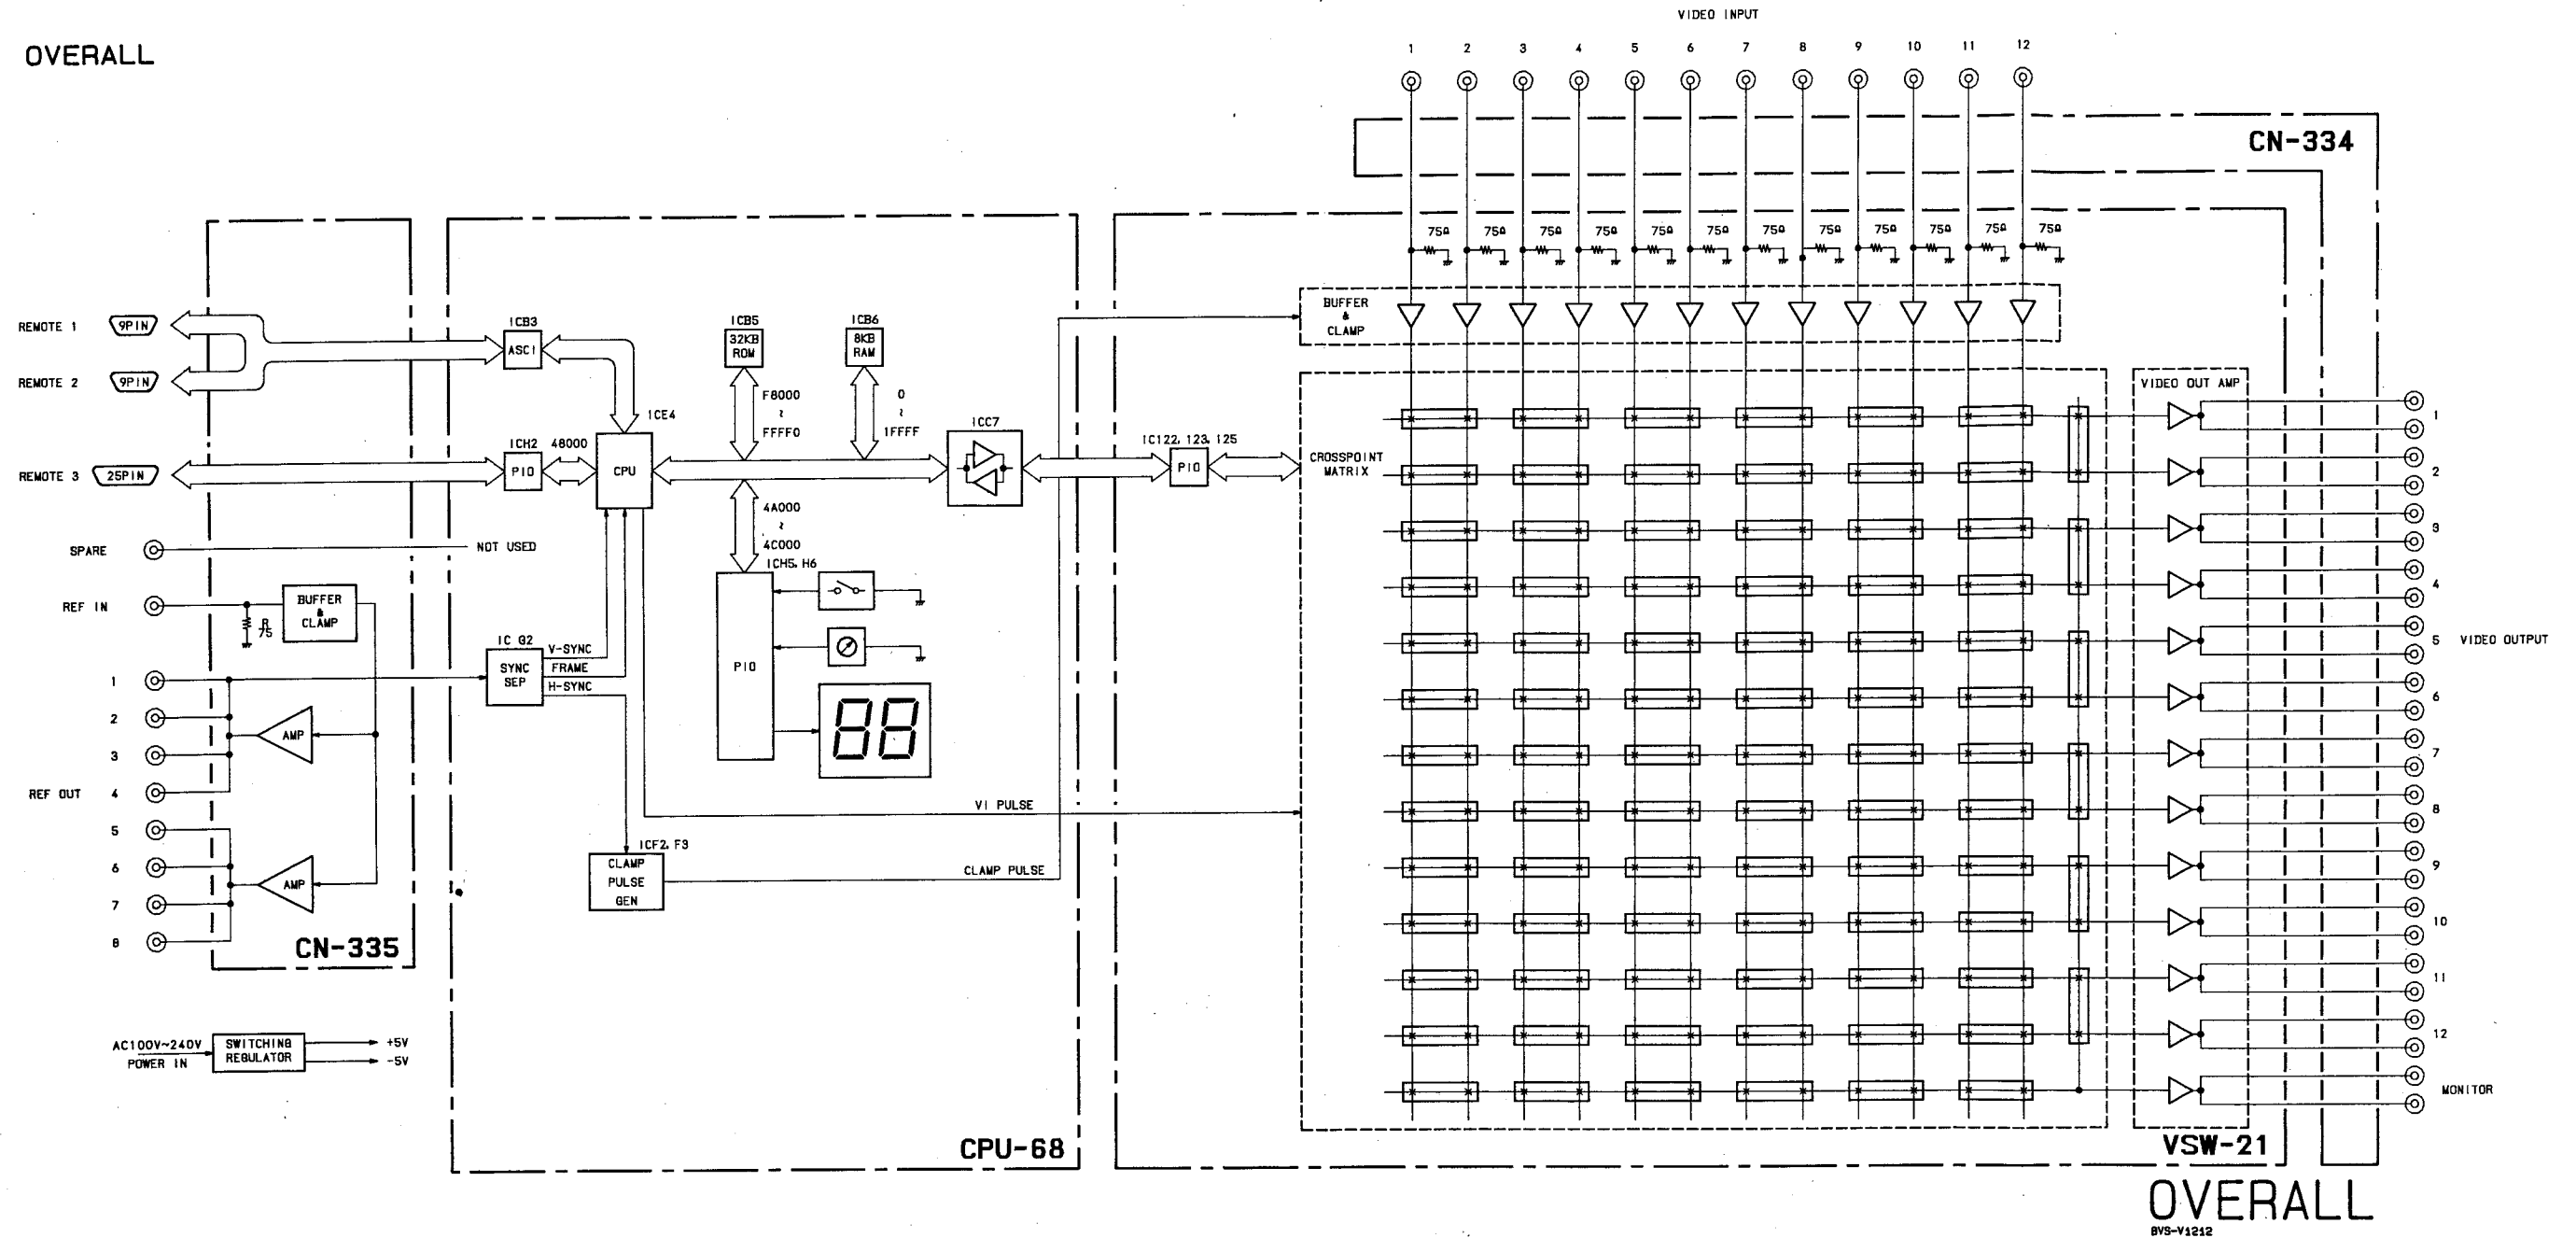 OVERALL
VIDEO INPUT
1 2 3 4 5 6 7 8 9 10 11 12
CN-334
75Ω 75Ω 75Ω 75Ω 75Ω 75Ω 75Ω 75Ω 75Ω 75Ω 75Ω 75Ω
BUFFER
&
CLAMP
REMOTE 1 9PIN
REMOTE 2 9PIN
REMOTE 3 25PIN
ICB3
ASCI
ICB5
32KB
ROM
ICB6
8KB
RAM
F8000
≀
FFFF0
0
≀
1FFFF
ICE4
CPU
ICH2 48000
PIO
ICC7
IC122, 123, 125
PIO
CROSSPOINT
MATRIX
VIDEO OUT AMP
SPARE
NOT USED
4A000
≀
4C000
ICH5, H6
PIO
88
REF IN
R
75
BUFFER
&
CLAMP
IC G2
SYNC
SEP
V-SYNC
FRAME
H-SYNC
1
2
3
REF OUT 4
5
6
7
8
AMP
AMP
CN-335
VI PULSE
ICF2, F3
CLAMP
PULSE
GEN
CLAMP PULSE
AC100V~240V
POWER IN
SWITCHING
REGULATOR
+5V
-5V
CPU-68
1
2
3
4
5 VIDEO OUTPUT
6
7
8
9
10
11
12
MONITOR
VSW-21
OVERALL
BVS-V1212